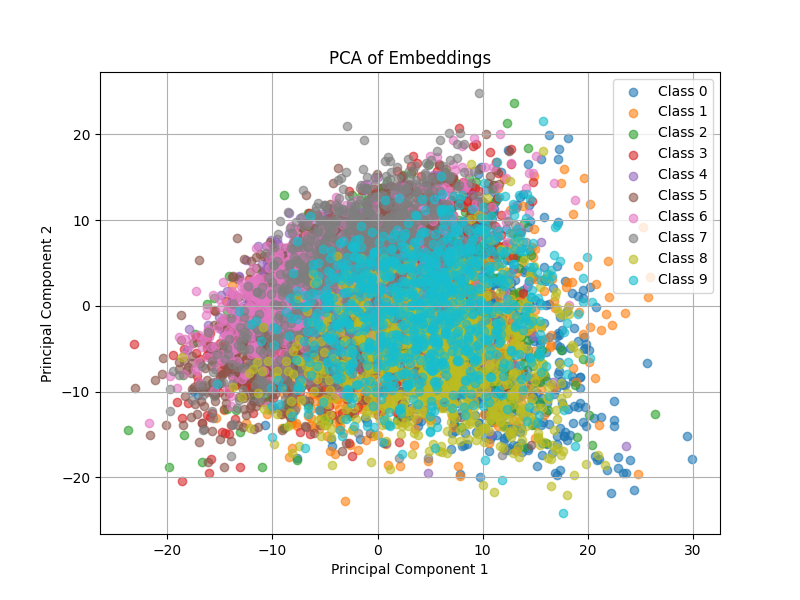 PCA of Embeddings
Class 0
Class 1
Class 2
Class 3
Class 4
Class 5
Class 6
Class 7
Class 8
Class 9
20
10
0
−10
−20
Principal Component 2
−20 −10 0 10 20 30
Principal Component 1